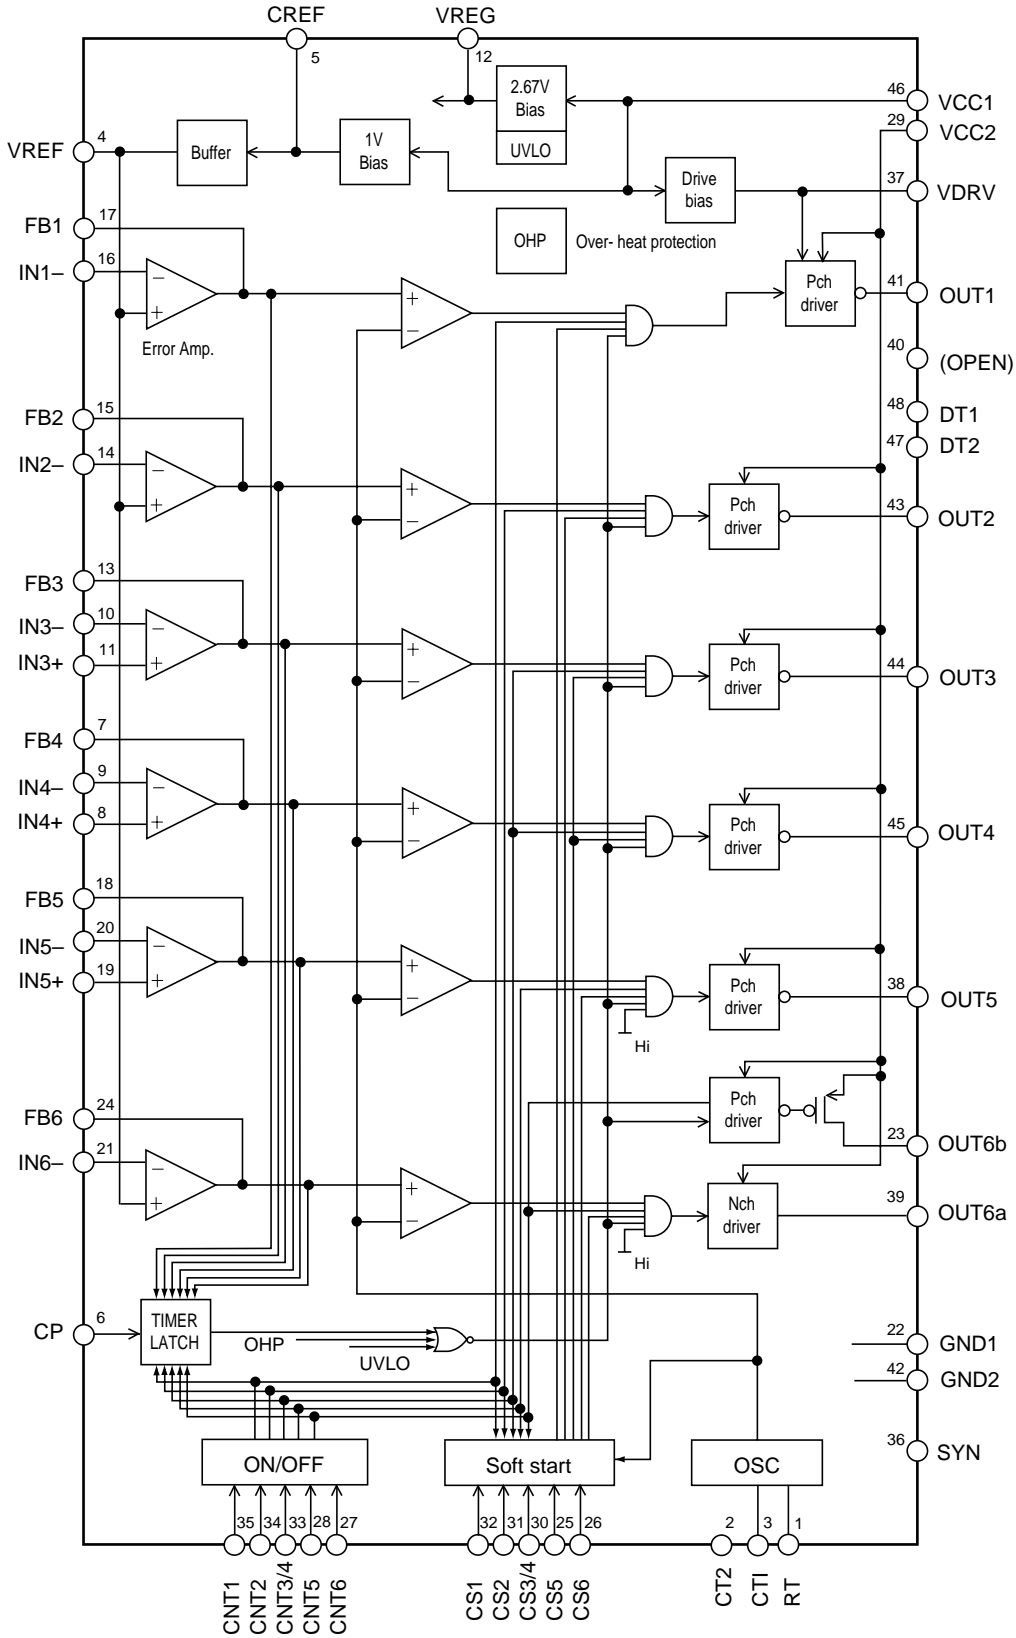 CREF
VREG
5
12
2.67V
Bias
UVLO
46
VCC1
29
VCC2
VREF
4
Buffer
1V
Bias
Drive
bias
37
VDRV
FB1
17
OHP
Over- heat protection
IN1–
16
–
+
Error Amp.
+
–
Pch
driver
41
OUT1
40
(OPEN)
48
DT1
47
DT2
FB2
15
IN2–
14
–
+
+
–
Pch
driver
43
OUT2
FB3
13
IN3–
10
IN3+
11
–
+
+
–
Pch
driver
44
OUT3
FB4
7
IN4–
9
IN4+
8
–
+
+
–
Pch
driver
45
OUT4
FB5
18
IN5–
20
IN5+
19
–
+
+
–
Hi
Pch
driver
38
OUT5
Pch
driver
23
OUT6b
FB6
24
IN6–
21
–
+
+
–
Hi
Nch
driver
39
OUT6a
CP
6
TIMER
LATCH
OHP
UVLO
22
GND1
42
GND2
36
SYN
ON/OFF
Soft start
OSC
35
34
33
28
27
32
31
30
25
26
2
3
1
CNT1
CNT2
CNT3/4
CNT5
CNT6
CS1
CS2
CS3/4
CS5
CS6
CT2
CTI
RT